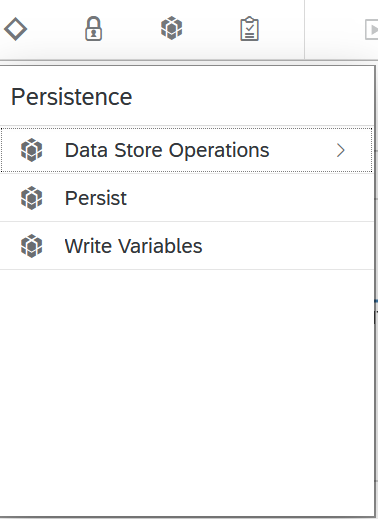 Persistence
Data Store Operations
Persist
Write Variables